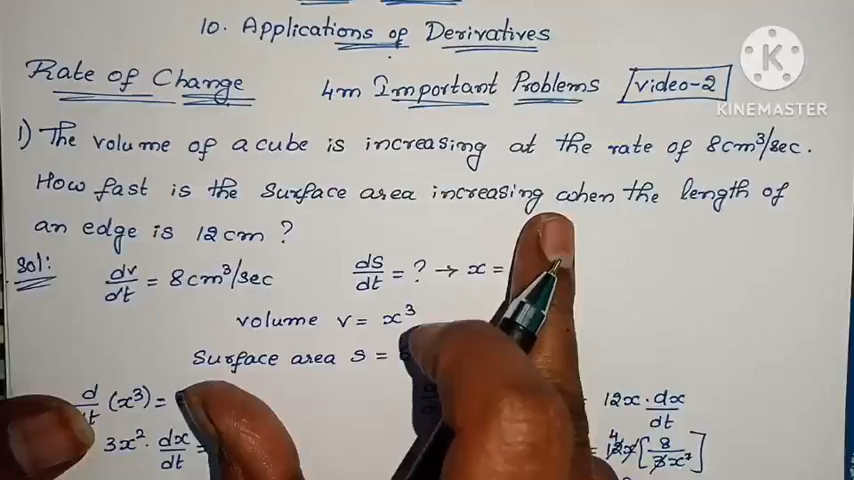 10. Applications of Derivatives
Rate of Change 4m Important Problems video-2
K
KINEMASTER
1) The volume of a cube is increasing at the rate of 8cm³/sec.
How fast is the surface area increasing when the length of
an edge is 12cm ?
Sol: dv/dt = 8cm³/sec ds/dt = ? → x =
volume v = x³
Surface area s =
d/dt (x³) = = 12x · dx/dt
3x² · dx/dt =